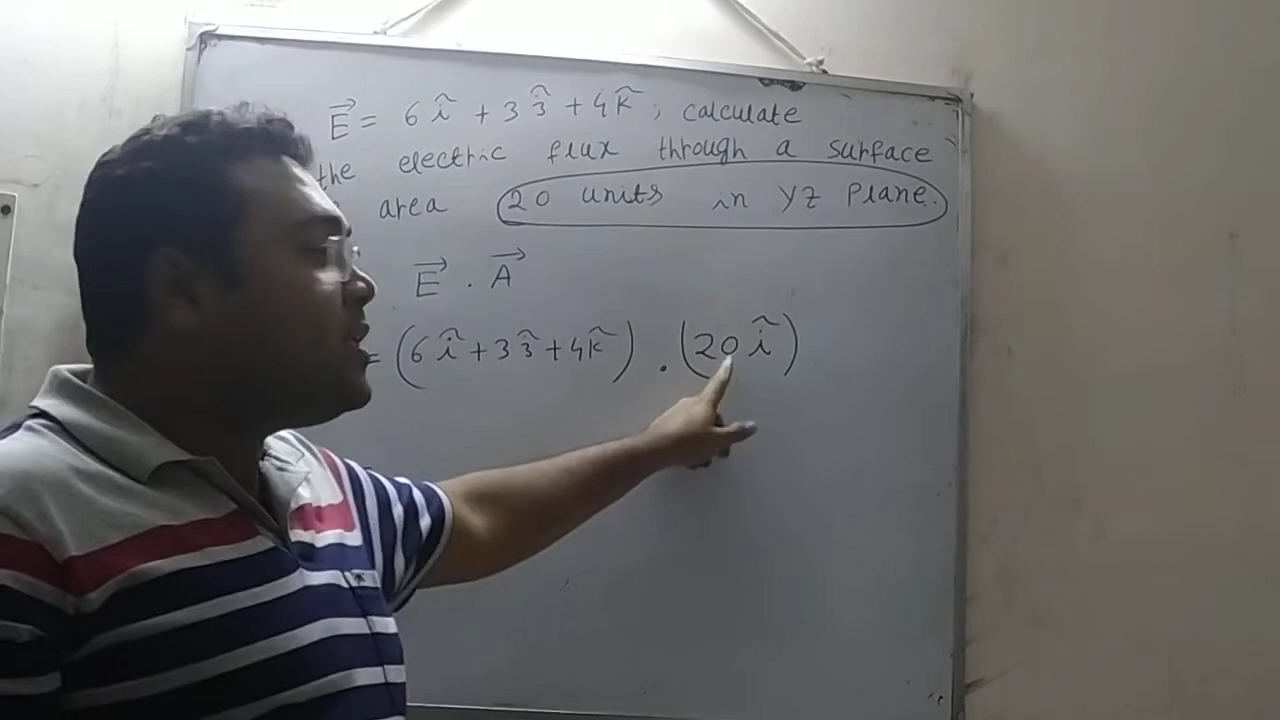 E⃗ = 6î + 3ĵ + 4k̂ ; calculate
the electric flux through a surface
area 20 units in YZ Plane.
E⃗ . A⃗
= (6î + 3ĵ + 4k̂) . (20î)